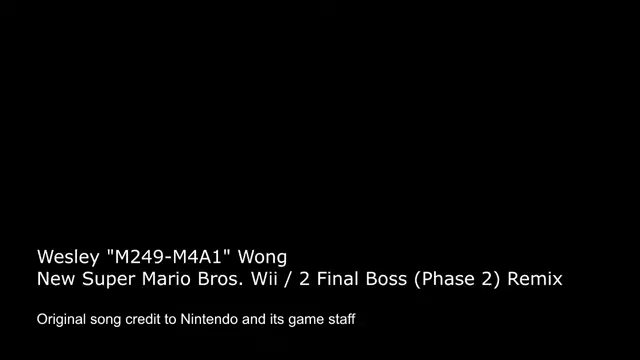 Wesley "M249-M4A1" Wong
New Super Mario Bros. Wii / 2 Final Boss (Phase 2) Remix
Original song credit to Nintendo and its game staff